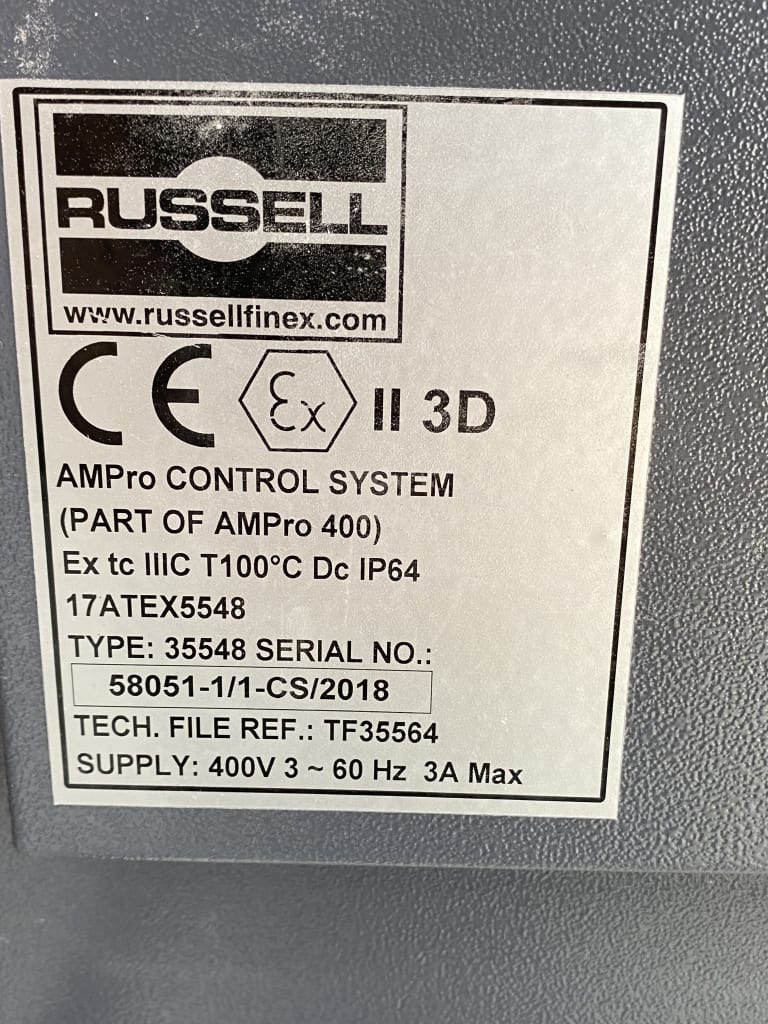 RUSSELL
www.russellfinex.com
CE Ex II 3D
AMPro CONTROL SYSTEM
(PART OF AMPro 400)
Ex tc IIIC T100°C Dc IP64
17ATEX5548
TYPE: 35548 SERIAL NO.:
58051-1/1-CS/2018
TECH. FILE REF.: TF35564
SUPPLY: 400V 3 ~ 60 Hz 3A Max